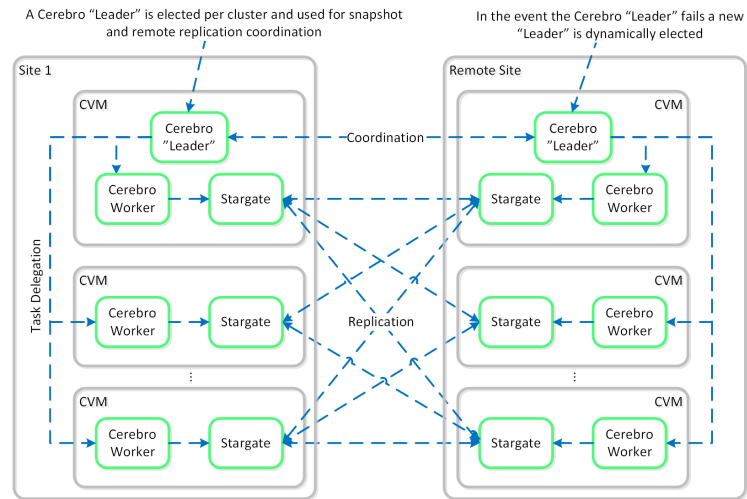 A Cerebro “Leader” is elected per cluster and used for snapshot
and remote replication coordination
In the event the Cerebro “Leader” fails a new
“Leader” is dynamically elected
Site 1
Remote Site
CVM
CVM
Cerebro
”Leader”
Coordination
Cerebro
”Leader”
Cerebro
Worker
Stargate
Stargate
Cerebro
Worker
Task Delegation
CVM
CVM
Cerebro
Worker
Stargate
Replication
Stargate
Cerebro
Worker
...
...
CVM
CVM
Cerebro
Worker
Stargate
Stargate
Cerebro
Worker